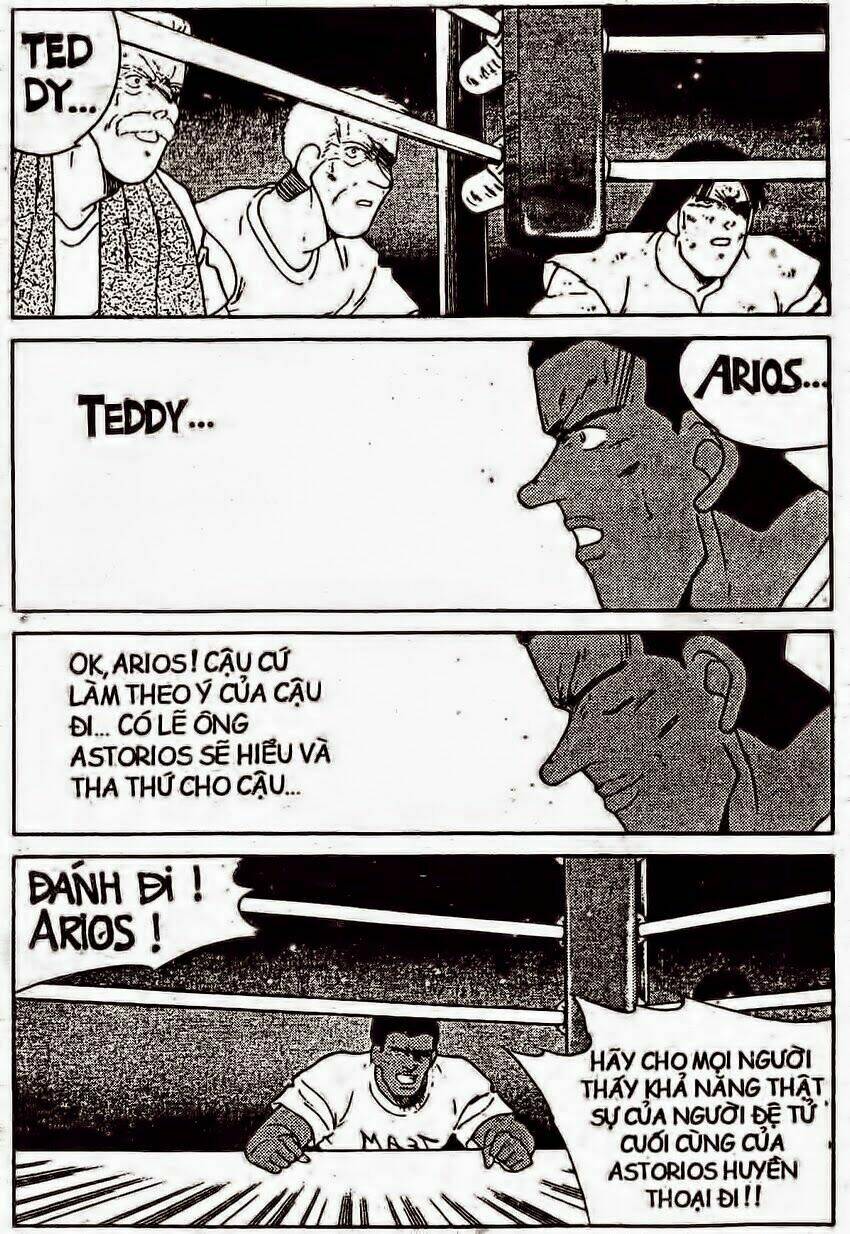 TED
DY...
ARIOS...
TEDDY...
OK, ARIOS! CẬU CỨ
LÀM THEO Ý CỦA CẬU
ĐI... CÓ LẼ ÔNG
ASTORIOS SẼ HIỂU VÀ
THA THỨ CHO CẬU...
ĐÁNH ĐI !
ARIOS !
TEAM
HÃY CHO MỌI NGƯỜI
THẤY KHẢ NĂNG THẬT
SỰ CỦA NGƯỜI ĐỆ TỬ
CUỐI CÙNG CỦA
ASTORIOS HUYỀN
THOẠI ĐI !!